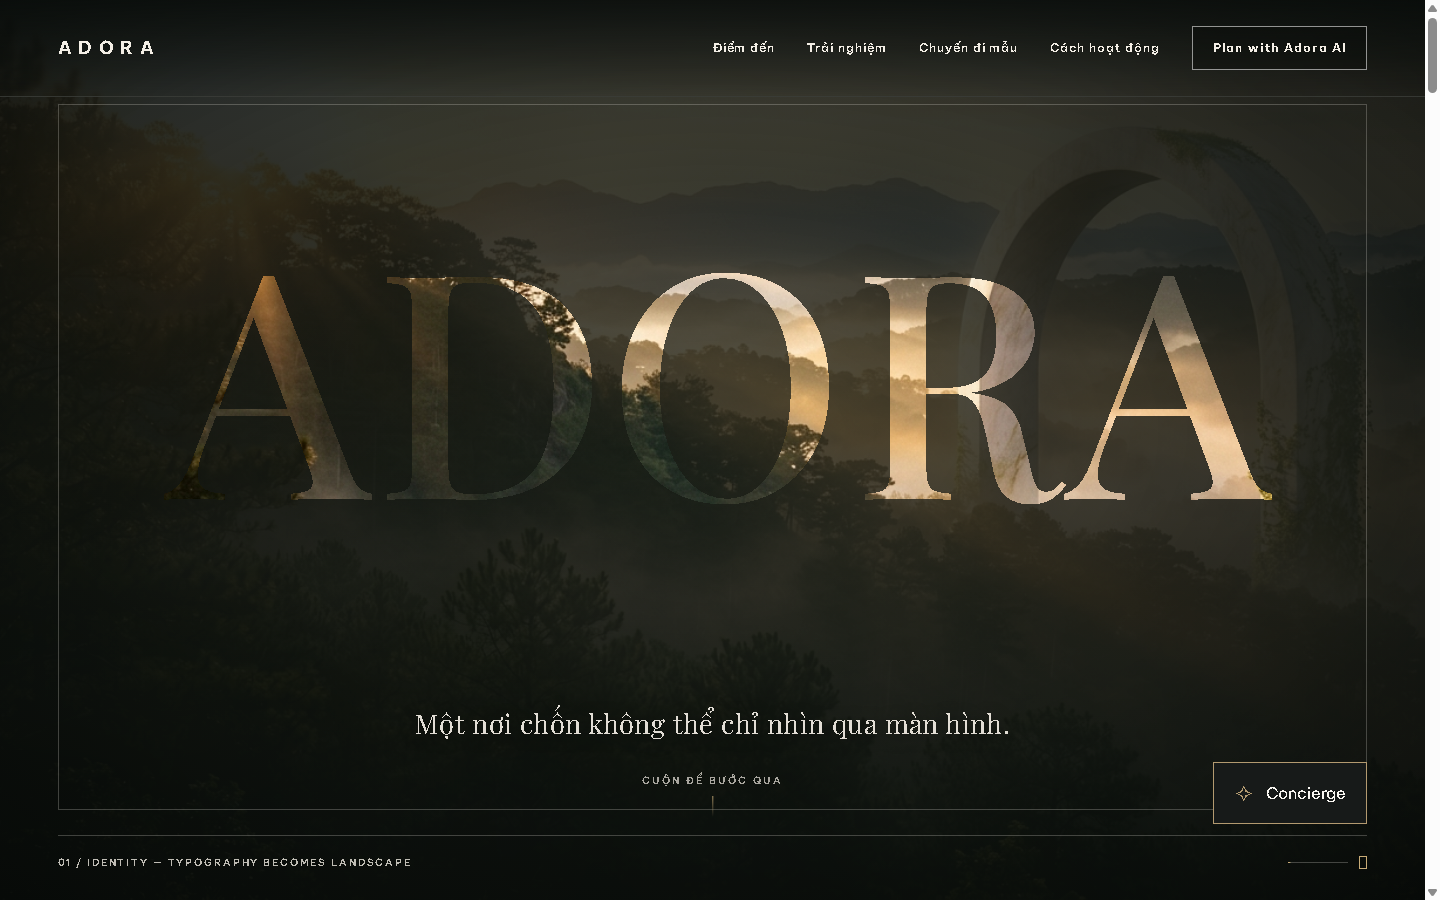 ADORA
Điểm đến
Trải nghiệm
Chuyến đi mẫu
Cách hoạt động
Plan with Adora AI
ADORA
Một nơi chốn không thể chỉ nhìn qua màn hình.
CUỘN ĐỂ BƯỚC QUA
Concierge
01 / IDENTITY — TYPOGRAPHY BECOMES LANDSCAPE